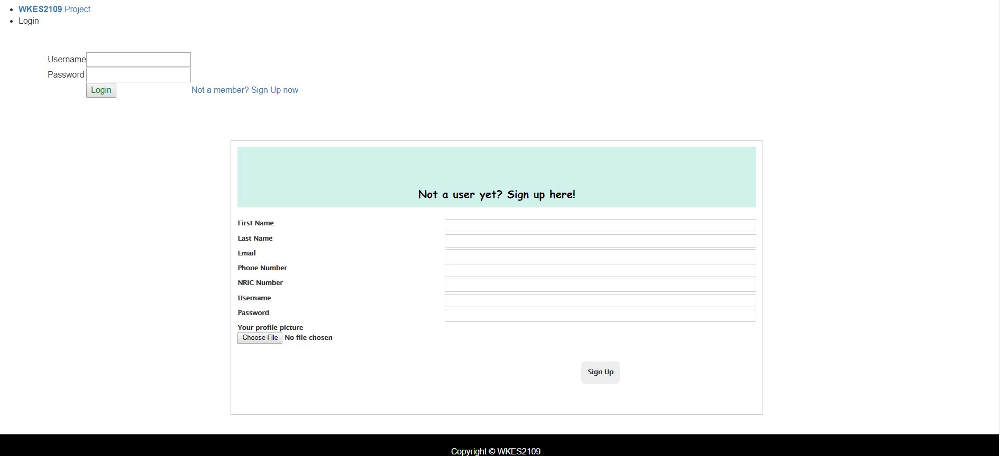 WKES2109 Project
Login
Username
Password
Login Not a member? Sign Up now
Not a user yet? Sign up here!
First Name
Last Name
Email
Phone Number
NRIC Number
Username
Password
Your profile picture
Choose File No file chosen
Sign Up
Copyright © WKES2109